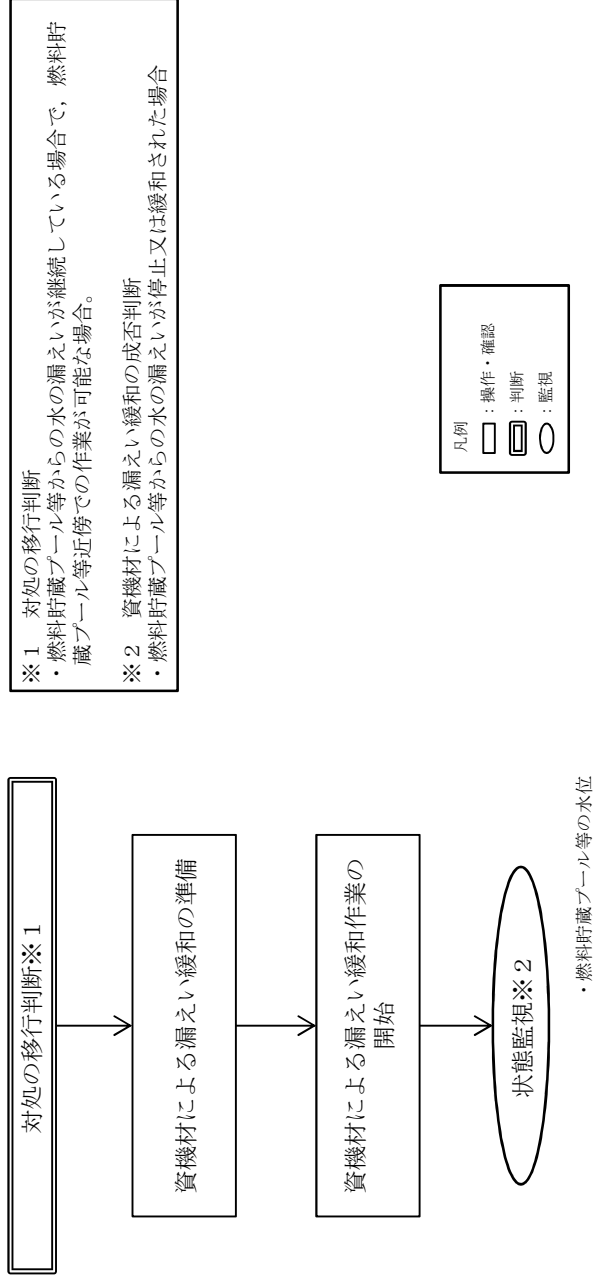 対処の移行判断※1
資機材による漏えい緩和の準備
資機材による漏えい緩和作業の
開始
状態監視※2
・燃料貯蔵プール等の水位
※1 対処の移行判断
・燃料貯蔵プール等からの水の漏えいが継続している場合で，燃料貯
蔵プール等近傍での作業が可能な場合。
※2 資機材による漏えい緩和の成否判断
・燃料貯蔵プール等からの水の漏えいが停止又は緩和された場合
凡例
：操作・確認
：判断
：監視